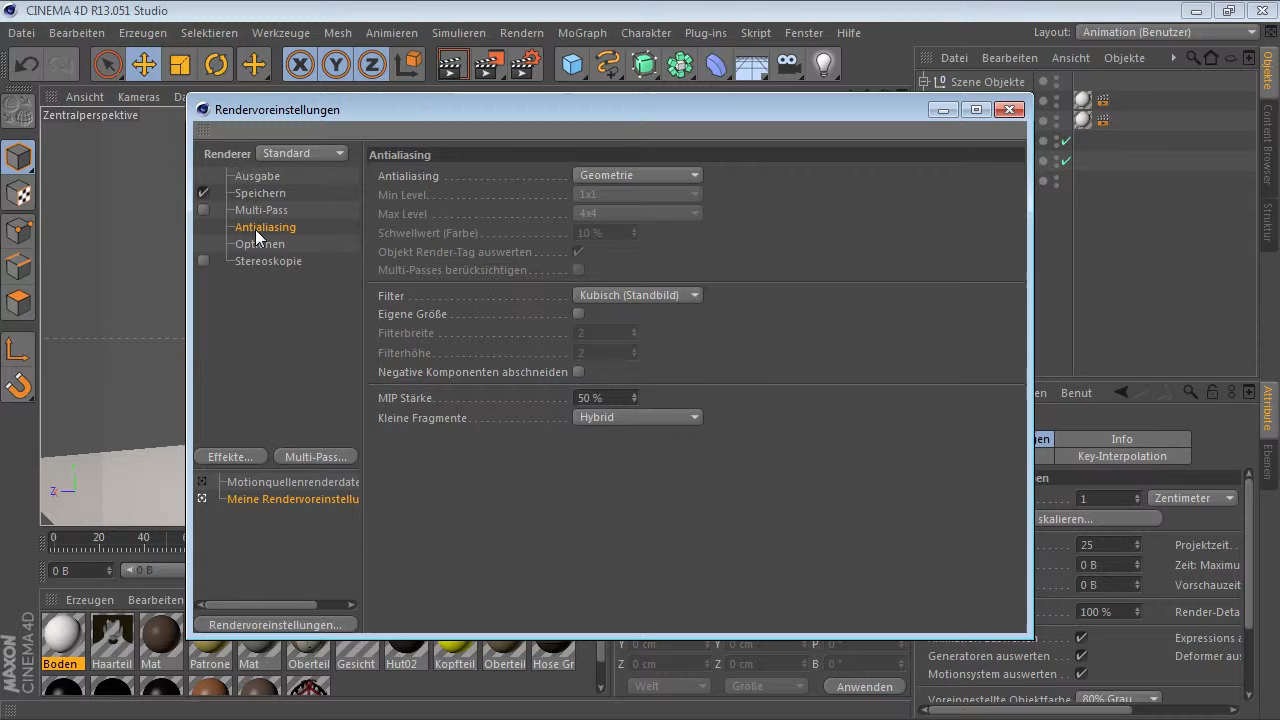 CINEMA 4D R13.051 Studio
Datei Bearbeiten Erzeugen Selektieren Werkzeuge Mesh Animieren Simulieren Rendern MoGraph Charakter Plug-ins Skript Fenster Hilfe Layout: Animation (Benutzer)
X Y Z
Datei Bearbeiten Ansicht Objekte
Ansicht Kameras
Zentralperspektive
Szene Objekte
Objekte
Content Browser
Rendervoreinstellungen
Renderer Standard
Ausgabe
Speichern
Multi-Pass
Antialiasing
Optionen
Stereoskopie
Effekte... Multi-Pass...
Motionquellenrenderdate
Meine Rendervoreinstellu
Rendervoreinstellungen...
Antialiasing
Antialiasing Geometrie
Min Level 1x1
Max Level 4x4
Schwellwert (Farbe) 10 %
Objekt Render-Tag auswerten
Multi-Passes berücksichtigen
Filter Kubisch (Standbild)
Eigene Größe
Filterbreite 2
Filterhöhe 2
Negative Komponenten abschneiden
MIP Stärke 50 %
Kleine Fragmente Hybrid
Benut
Attribute
Ebenen
Info
Key-Interpolation
1 Zentimeter
skalieren...
25 Projektzeit
0 B Zeit: Maximu
0 B Vorschauzeit
100 % Render-Deta
Expressions a
Generatoren auswerten Deformer aus
Motionsystem auswerten
Voreingestellte Objektfarbe 80% Grau
Z
0 20 40 60
0 B 0 B
Erzeugen Bearbeiten
Boden Haarteil Mat Patrone Mat Oberteil Gesicht Hut02 Kopfteil Oberteil Hose Gr
Z 0 cm Z 0 cm B 0 °
Welt Größe Anwenden
MAXON
CINEMA 4D